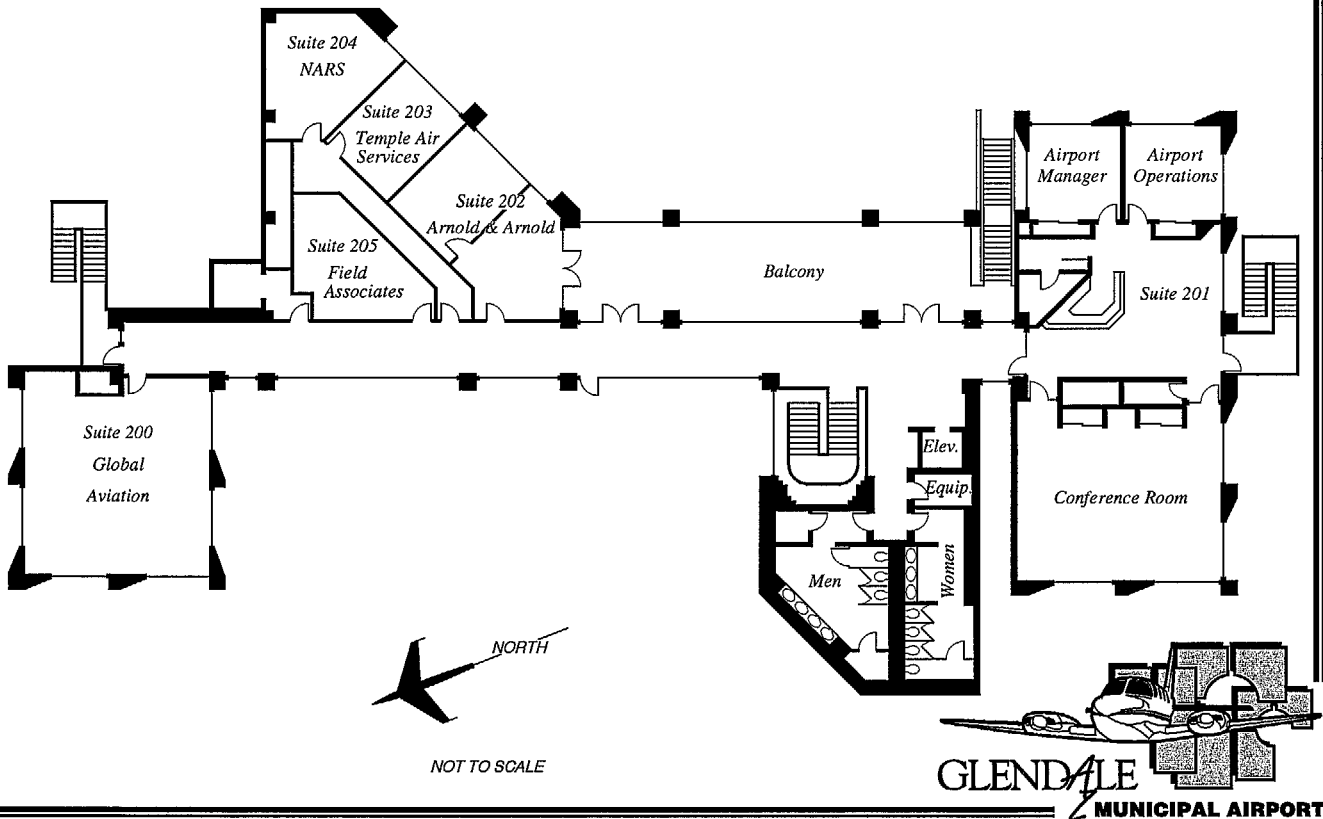 Suite 204
NARS
Suite 203
Temple Air
Services
Suite 202
Arnold & Arnold
Suite 205
Field
Associates
Balcony
Airport
Manager
Airport
Operations
Suite 201
Suite 200
Global
Aviation
Elev.
Equip.
Conference Room
Men
Women
NORTH
NOT TO SCALE
GLENDALE
MUNICIPAL AIRPORT